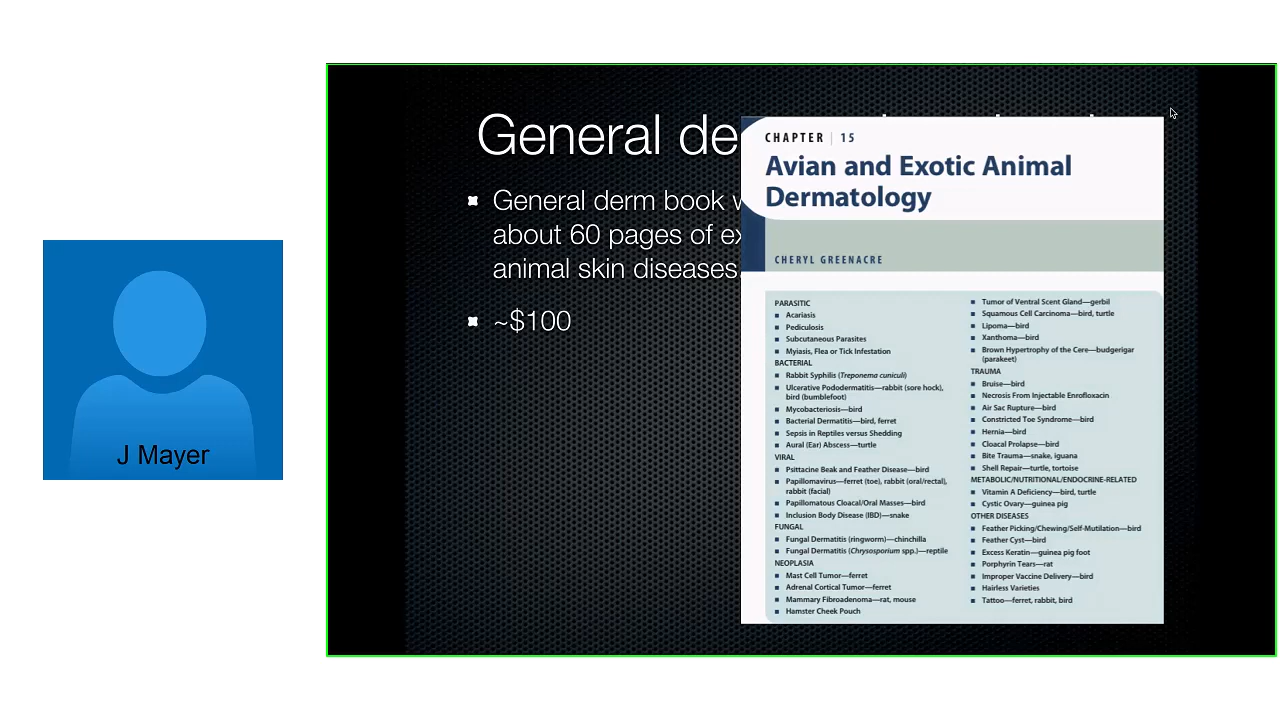 General de
General derm book w
about 60 pages of ex
animal skin diseases.
~$100
J Mayer
CHAPTER | 15
Avian and Exotic Animal
Dermatology
CHERYL GREENACRE
PARASITIC
Acariasis
Pediculosis
Subcutaneous Parasites
Myiasis, Flea or Tick Infestation
BACTERIAL
Rabbit Syphilis (Treponema cuniculi)
Ulcerative Pododermatitis—rabbit (sore hock),
bird (bumblefoot)
Mycobacteriosis—bird
Bacterial Dermatitis—bird, ferret
Sepsis in Reptiles versus Shedding
Aural (Ear) Abscess—turtle
VIRAL
Psittacine Beak and Feather Disease—bird
Papillomavirus—ferret (toe), rabbit (oral/rectal),
rabbit (facial)
Papillomatous Cloacal/Oral Masses—bird
Inclusion Body Disease (IBD)—snake
FUNGAL
Fungal Dermatitis (ringworm)—chinchilla
Fungal Dermatitis (Chrysosporium spp.)—reptile
NEOPLASIA
Mast Cell Tumor—ferret
Adrenal Cortical Tumor—ferret
Mammary Fibroadenoma—rat, mouse
Hamster Cheek Pouch
Tumor of Ventral Scent Gland—gerbil
Squamous Cell Carcinoma—bird, turtle
Lipoma—bird
Xanthoma—bird
Brown Hypertrophy of the Cere—budgerigar
(parakeet)
TRAUMA
Bruise—bird
Necrosis From Injectable Enrofloxacin
Air Sac Rupture—bird
Constricted Toe Syndrome—bird
Hernia—bird
Cloacal Prolapse—bird
Bite Trauma—snake, iguana
Shell Repair—turtle, tortoise
METABOLIC/NUTRITIONAL/ENDOCRINE-RELATED
Vitamin A Deficiency—bird, turtle
Cystic Ovary—guinea pig
OTHER DISEASES
Feather Picking/Chewing/Self-Mutilation—bird
Feather Cyst—bird
Excess Keratin—guinea pig foot
Porphyrin Tears—rat
Improper Vaccine Delivery—bird
Hairless Varieties
Tattoo—ferret, rabbit, bird